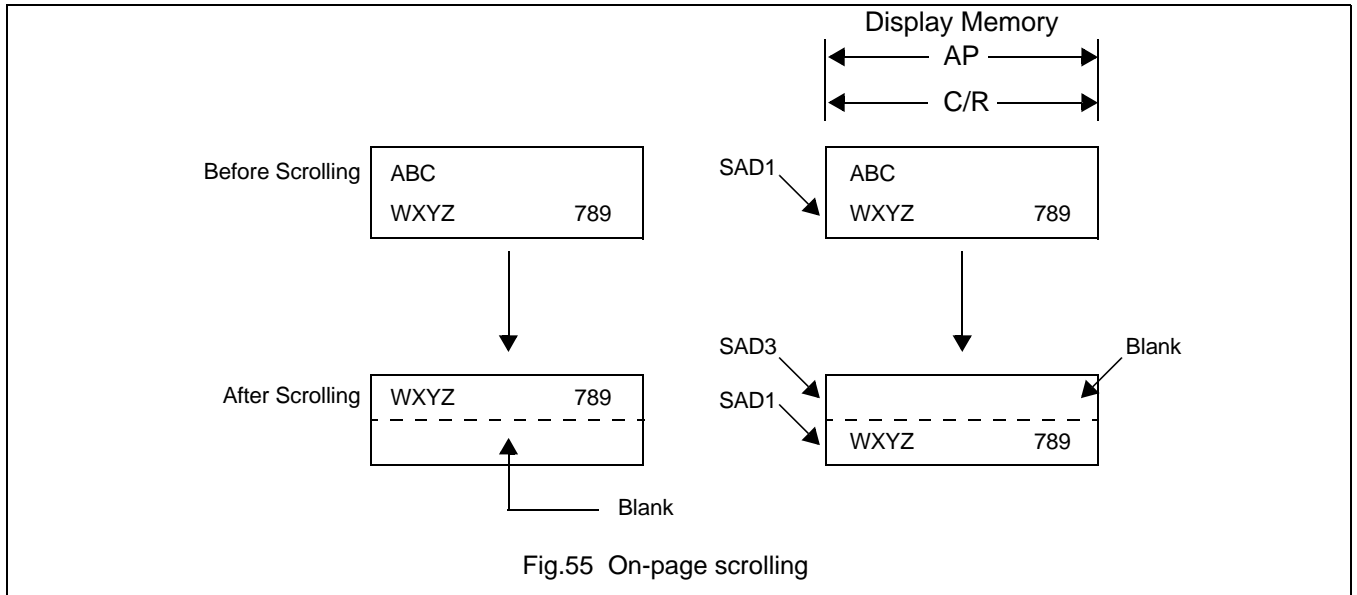 Display Memory
AP
C/R
Before Scrolling
ABC
WXYZ 789
SAD1
ABC
WXYZ 789
After Scrolling
WXYZ 789
Blank
SAD3
SAD1
Blank
WXYZ 789
Fig.55 On-page scrolling